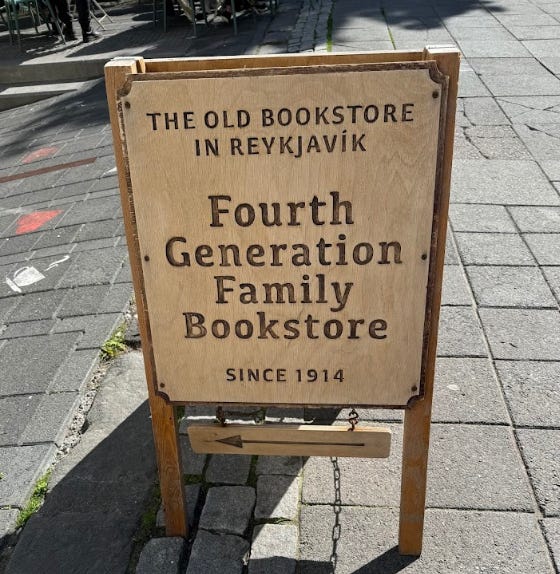 THE OLD BOOKSTORE
IN REYKJAVÍK
Fourth
Generation
Family
Bookstore
SINCE 1914